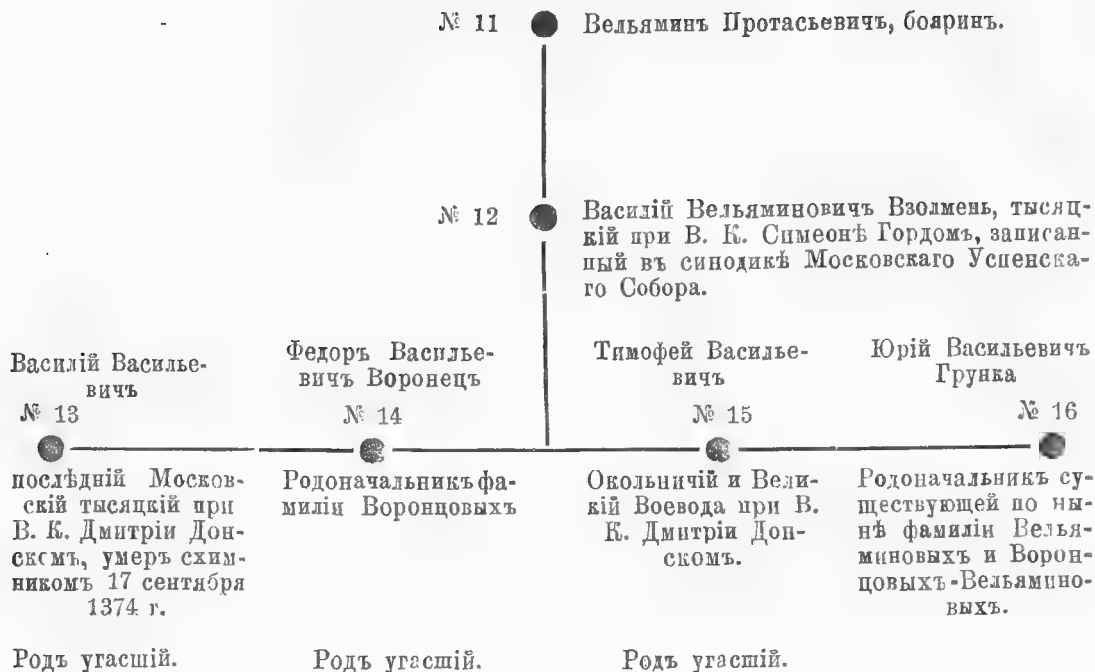 № 11
Вельяминъ Протасьевичъ, бояринъ.
№ 12
Василій Вельяминовичъ Взолмень, тысяц-
кій при В. К. Симеонѣ Гордомъ, записан-
ный въ синодикѣ Московскаго Успенска-
го Собора.
Василій Василье-
вичъ
№ 13
послѣдній Москов-
скій тысяцкій при
В. К. Дмитріи Дон-
скомъ, умеръ схим-
никомъ 17 сентября
1374 г.
Родъ угасшій.
Федоръ Василье-
вичъ Воронецъ
№ 14
Родоначальникъ фа-
миліи Воронцовыхъ
Родъ угасшій.
Тимофей Василье-
вичъ
№ 15
Окольничій и Вели-
кій Воевода при В.
К. Дмитріи Дон-
скомъ.
Родъ угасшій.
Юрій Васильевичъ
Грунка
№ 16
Родоначальникъ су-
ществующей по ны-
нѣ фамиліи Велья-
миновыхъ и Ворон-
цовыхъ-Вельямино-
выхъ.